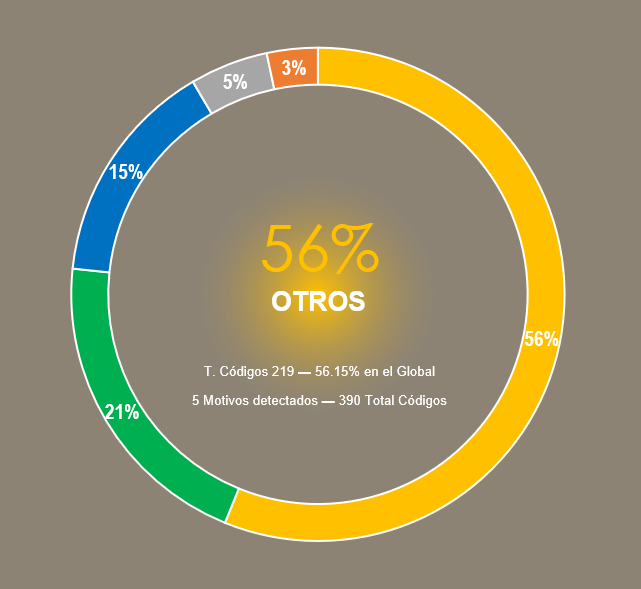 3%
5%
15%
56%
OTROS
56%
T. Códigos 219 — 56.15% en el Global
5 Motivos detectados — 390 Total Códigos
21%